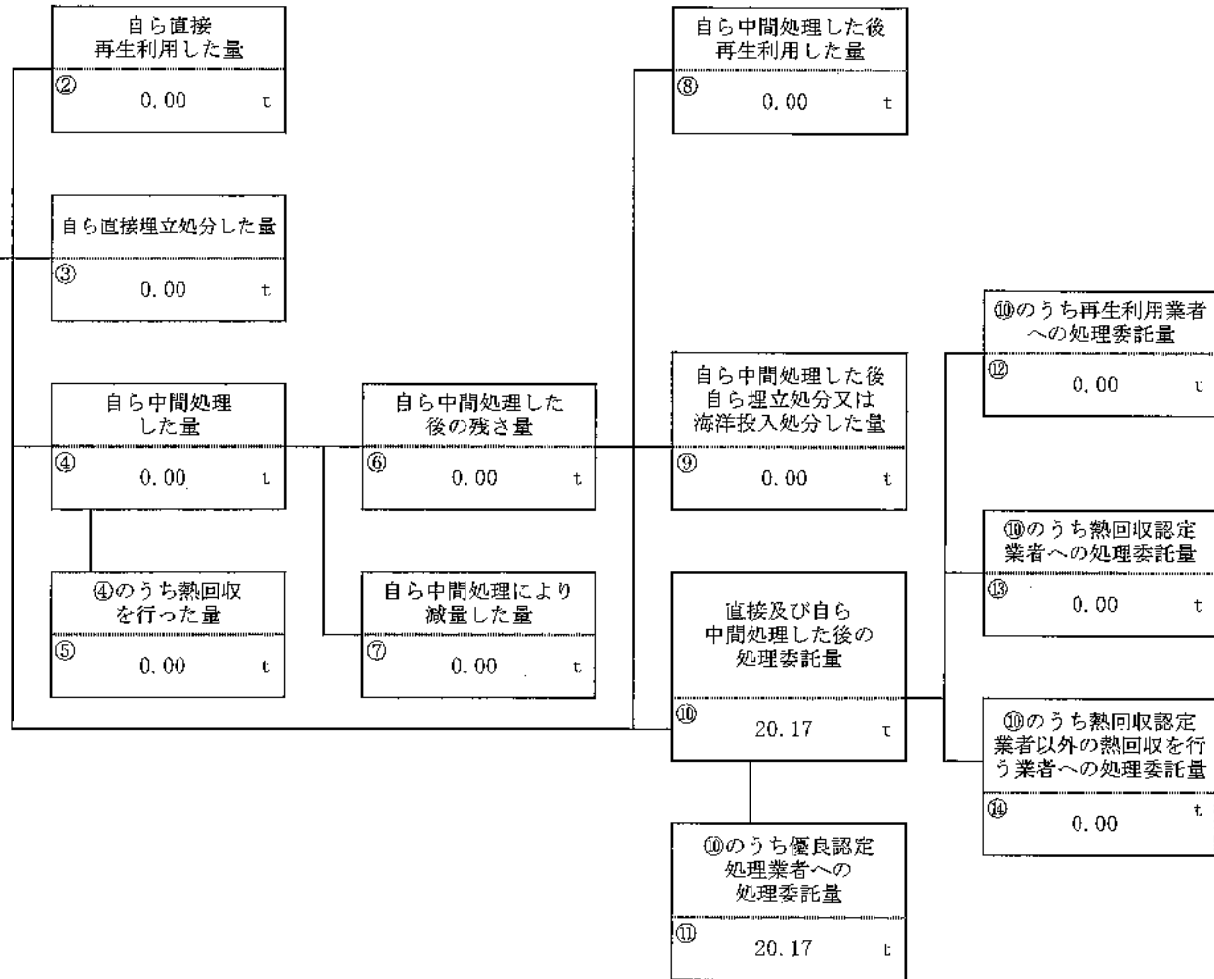 自ら直接
再生利用した量
② 0.00 t
自ら中間処理した後
再生利用した量
⑧ 0.00 t
自ら直接埋立処分した量
③ 0.00 t
⑩のうち再生利用業者
への処理委託量
⑫ 0.00 t
自ら中間処理
した量
④ 0.00 t
自ら中間処理した
後の残さ量
⑥ 0.00 t
自ら中間処理した後
自ら埋立処分又は
海洋投入処分した量
⑨ 0.00 t
⑩のうち熱回収認定
業者への処理委託量
⑬ 0.00 t
④のうち熱回収
を行った量
⑤ 0.00 t
自ら中間処理により
減量した量
⑦ 0.00 t
直接及び自ら
中間処理した後の
処理委託量
⑩ 20.17 t
⑩のうち熱回収認定
業者以外の熱回収を行
う業者への処理委託量
⑭ 0.00 t
⑩のうち優良認定
処理業者への
処理委託量
⑪ 20.17 t